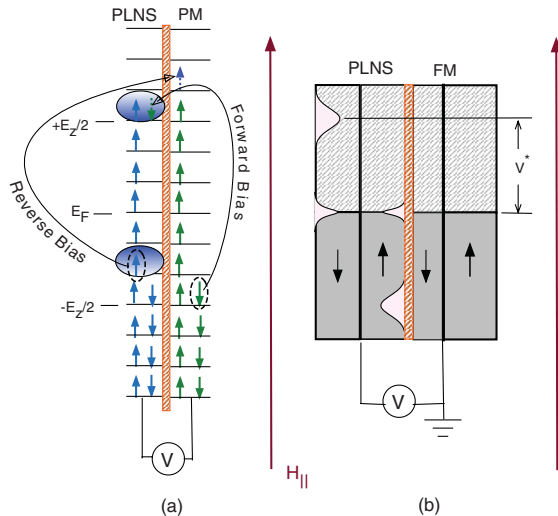 PLNS PM
+E_Z/2
E_F
-E_Z/2
Reverse Bias
Forward Bias
V
(a)
H_||
PLNS FM
V*
V
(b)